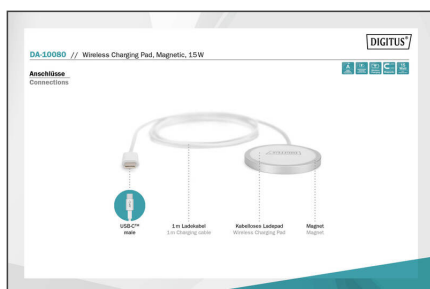 DIGITUS®
DA-10080 // Wireless Charging Pad, Magnetic, 15W
Anschlüsse
Connections
USB-C™
male
1 m Ladekabel
1 m Charging cable
Kabelloses Ladepad
Wireless Charging Pad
Magnet
Magnet